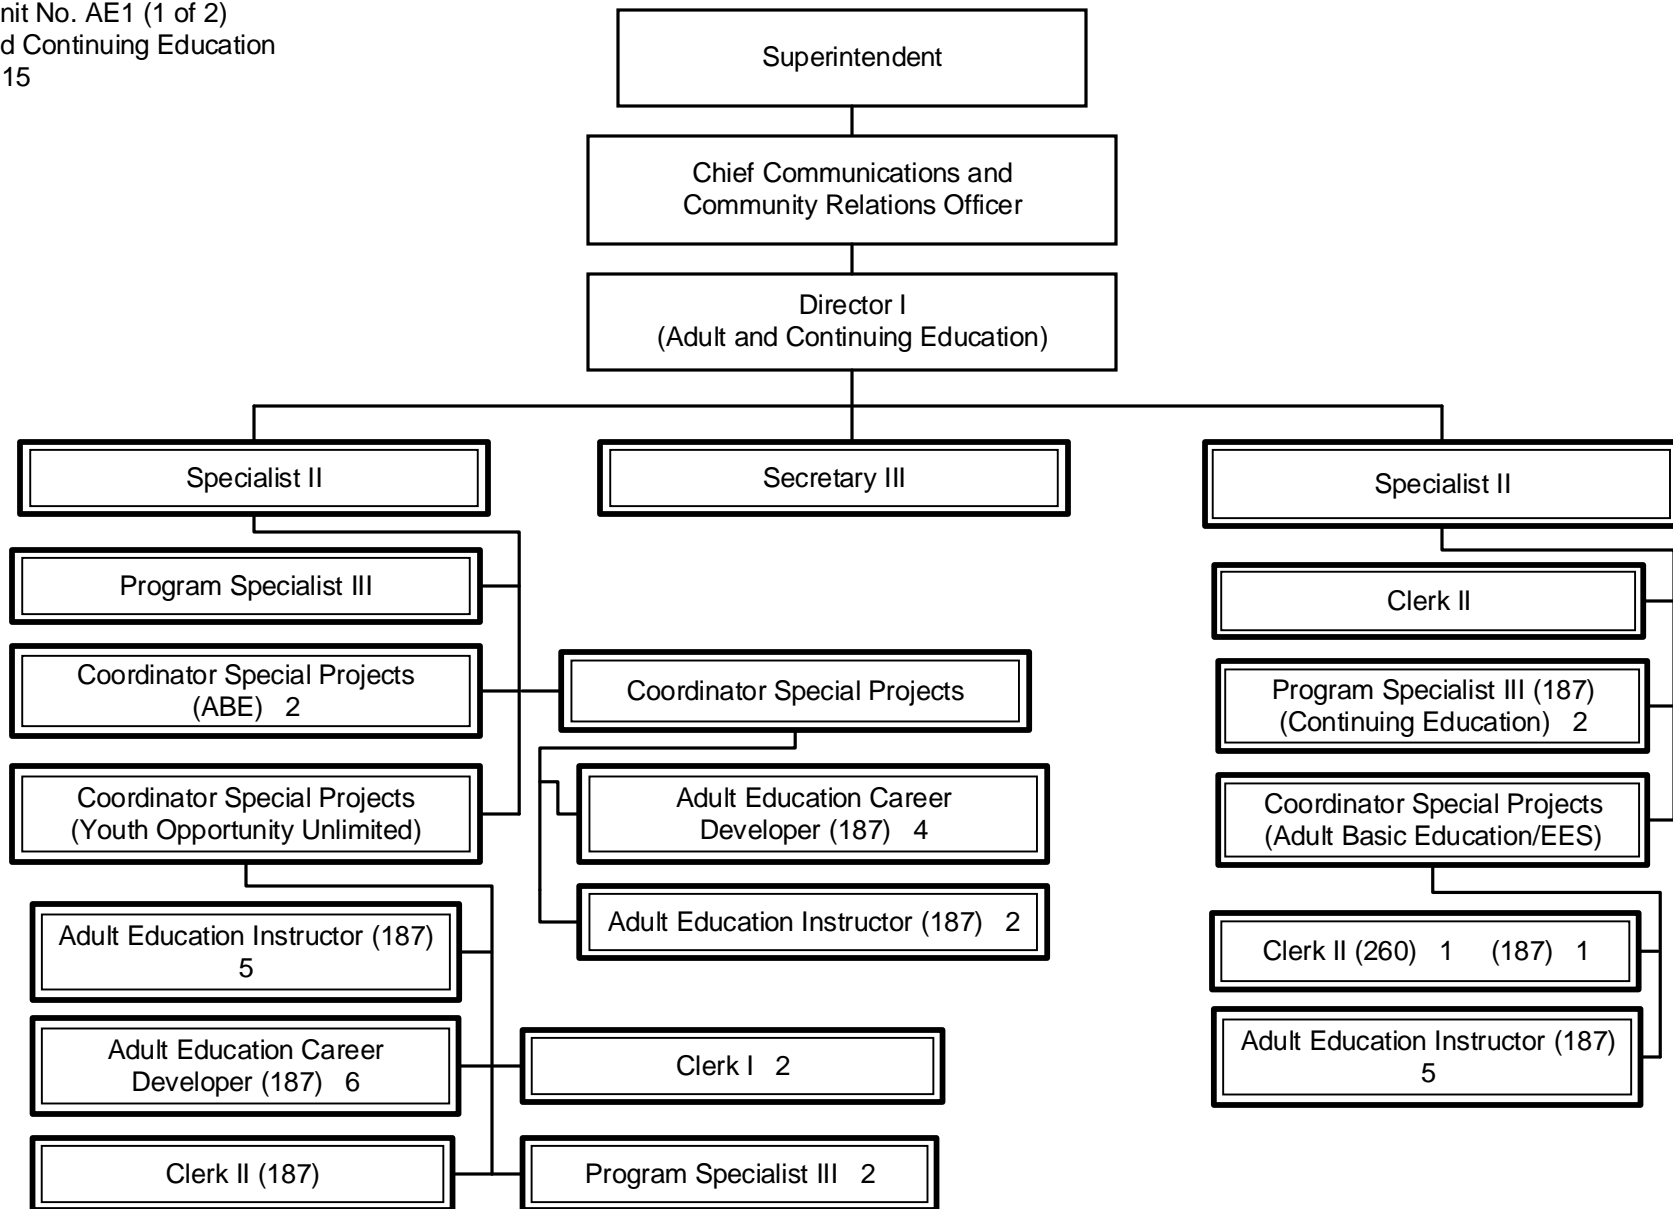 nit No. AE1 (1 of 2)
d Continuing Education
15
Superintendent
Chief Communications and
Community Relations Officer
Director I
(Adult and Continuing Education)
Specialist II
Secretary III
Specialist II
Program Specialist III
Coordinator Special Projects
(ABE)   2
Coordinator Special Projects
Coordinator Special Projects
(Youth Opportunity Unlimited)
Adult Education Career
Developer (187)   4
Adult Education Instructor (187)   2
Adult Education Instructor (187)
5
Adult Education Career
Developer (187)   6
Clerk I   2
Clerk II (187)
Program Specialist III   2
Clerk II
Program Specialist III (187)
(Continuing Education)   2
Coordinator Special Projects
(Adult Basic Education/EES)
Clerk II (260)   1     (187)   1
Adult Education Instructor (187)
5